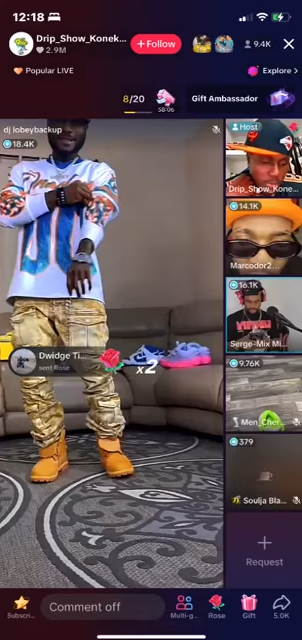 12:18
Drip_Show_Konek...
2.9M
+ Follow
9.4K
Popular LIVE
Explore >
8/20
Gift Ambassador
dj lobeybackup
18.4K
Host
Drip_Show_Kone...
14.1K
Marcodor2...
16.1K
Serge-Mix Mi...
Dwidge Ti...
sent Rose
x2
9.76K
Men_Cher...
379
Soulja Bla...
+
Request
Subscri...
Comment off
Multi-g...
Rose
Gift
5.0K